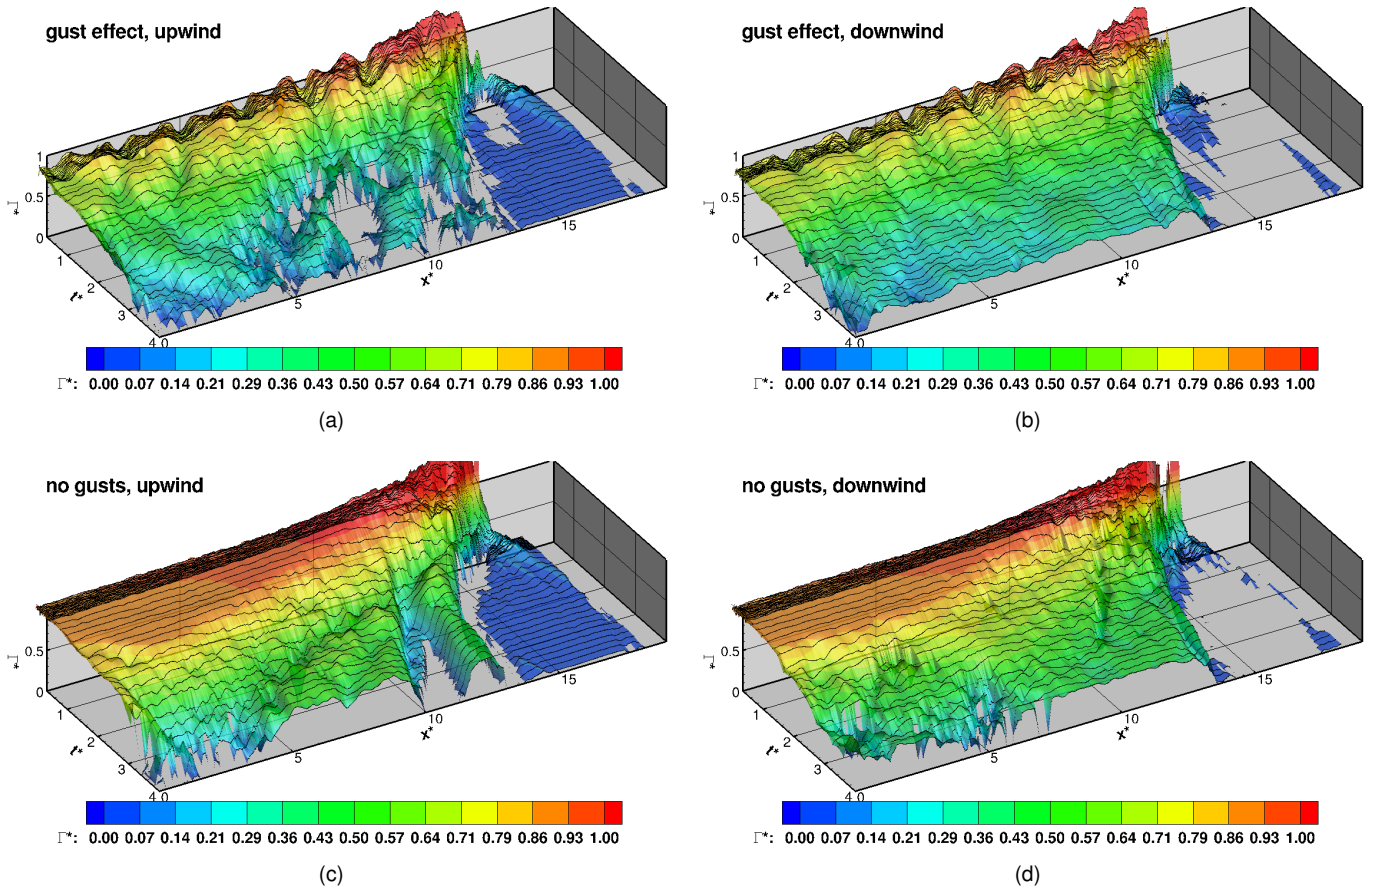 gust effect, upwind
1
0.5
0
Γ*
1
2
3
4 0
5
10
15
t*
x*
Γ*: 0.00 0.07 0.14 0.21 0.29 0.36 0.43 0.50 0.57 0.64 0.71 0.79 0.86 0.93 1.00
(a)
gust effect, downwind
1
0.5
0
Γ*
1
2
3
4 0
5
10
15
t*
x*
Γ*: 0.00 0.07 0.14 0.21 0.29 0.36 0.43 0.50 0.57 0.64 0.71 0.79 0.86 0.93 1.00
(b)
no gusts, upwind
0.5
0
Γ*
1
2
3
4 0
5
10
15
t*
x*
Γ*: 0.00 0.07 0.14 0.21 0.29 0.36 0.43 0.50 0.57 0.64 0.71 0.79 0.86 0.93 1.00
(c)
no gusts, downwind
0.5
0
Γ*
1
2
3
4 0
5
10
15
t*
x*
Γ*: 0.00 0.07 0.14 0.21 0.29 0.36 0.43 0.50 0.57 0.64 0.71 0.79 0.86 0.93 1.00
(d)